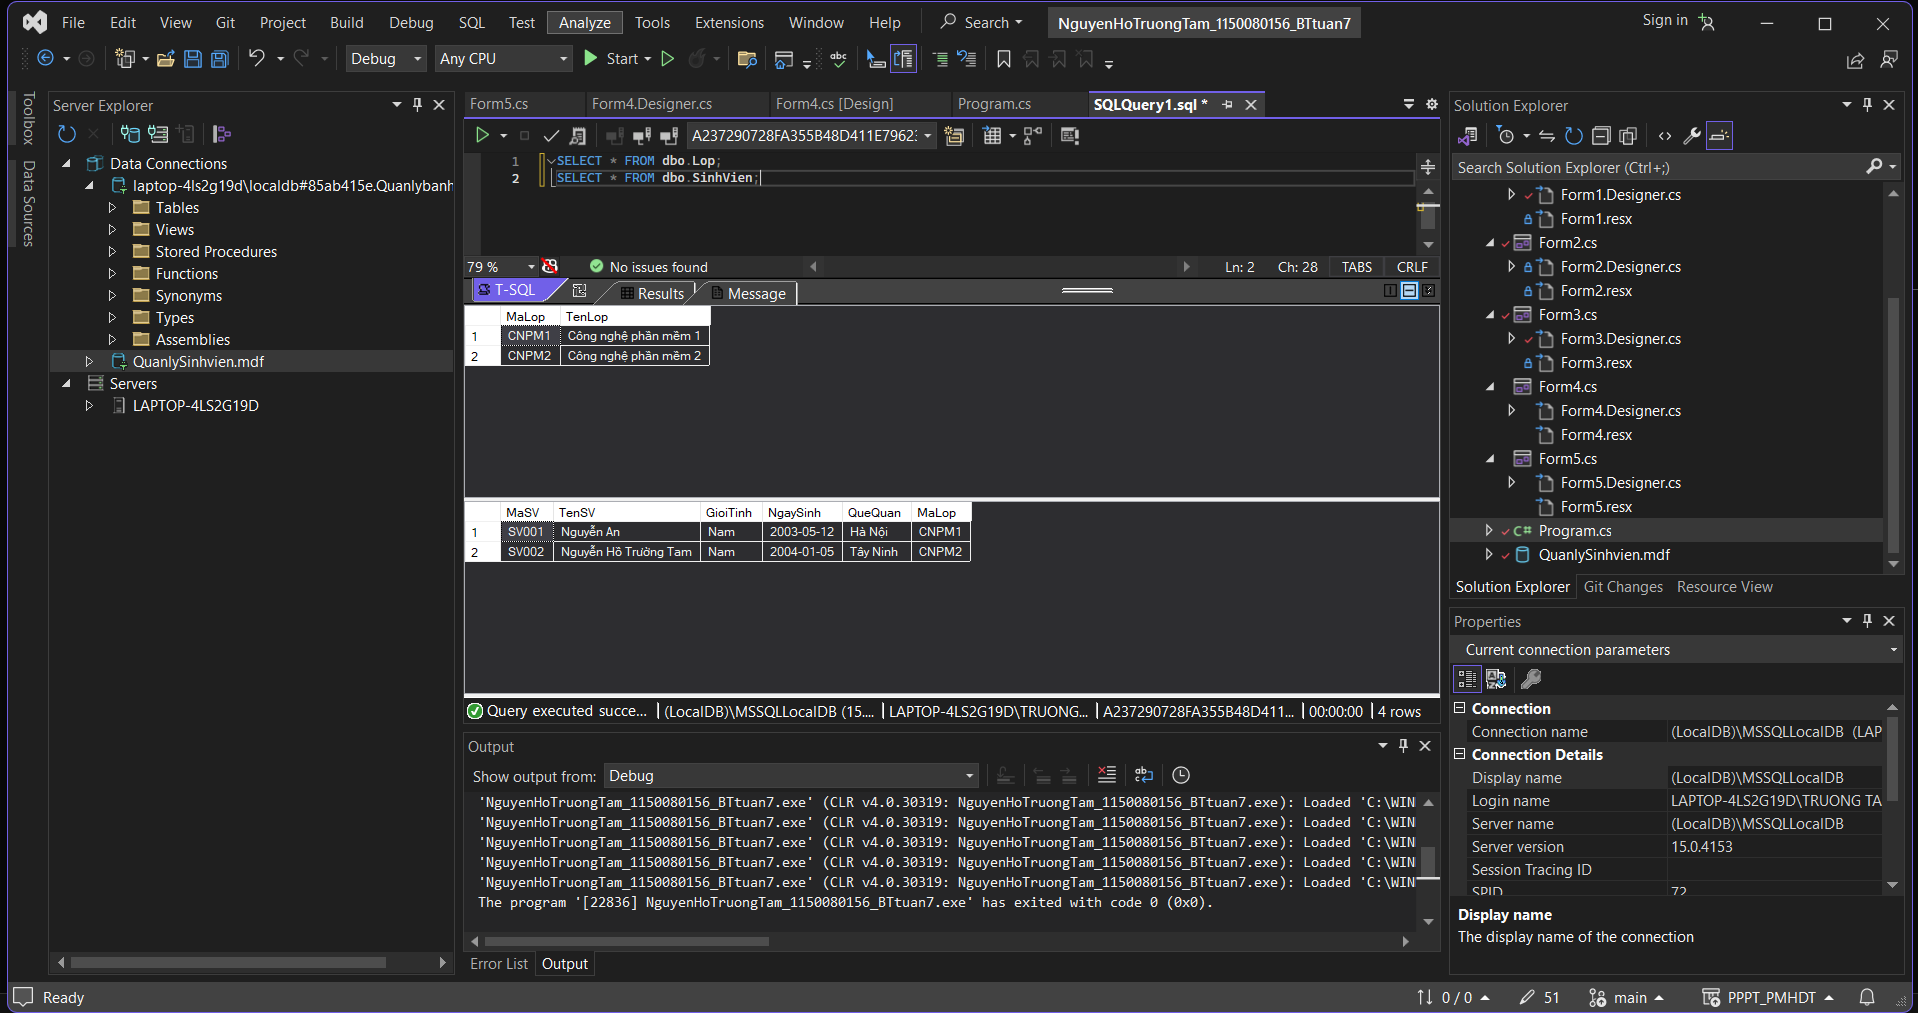 File Edit View Git Project Build Debug SQL Test Analyze Tools Extensions Window Help Search NguyenHoTruongTam_1150080156_BTtuan7 Sign in
Debug Any CPU Start
Toolbox
Data Sources
Server Explorer
Data Connections
laptop-4ls2g19d\localdb#85ab415e.Quanlybanh
Tables
Views
Stored Procedures
Functions
Synonyms
Types
Assemblies
QuanlySinhvien.mdf
Servers
LAPTOP-4LS2G19D
Form5.cs Form4.Designer.cs Form4.cs [Design] Program.cs SQLQuery1.sql *
A237290728FA355B48D411E7962
1 SELECT * FROM dbo.Lop;
2 SELECT * FROM dbo.SinhVien;
79 % No issues found Ln: 2 Ch: 28 TABS CRLF
T-SQL Results Message
MaLop TenLop
1 CNPM1 Công nghệ phần mềm 1
2 CNPM2 Công nghệ phần mềm 2
MaSV TenSV GioiTinh NgaySinh QueQuan MaLop
1 SV001 Nguyễn An Nam 2003-05-12 Hà Nội CNPM1
2 SV002 Nguyễn Hồ Trường Tam Nam 2004-01-05 Tây Ninh CNPM2
Query executed succe... (LocalDB)\MSSQLLocalDB (15.... LAPTOP-4LS2G19D\TRUONG... A237290728FA355B48D411... 00:00:00 4 rows
Output
Show output from: Debug
'NguyenHoTruongTam_1150080156_BTtuan7.exe' (CLR v4.0.30319: NguyenHoTruongTam_1150080156_BTtuan7.exe): Loaded 'C:\WIN
'NguyenHoTruongTam_1150080156_BTtuan7.exe' (CLR v4.0.30319: NguyenHoTruongTam_1150080156_BTtuan7.exe): Loaded 'C:\WIN
'NguyenHoTruongTam_1150080156_BTtuan7.exe' (CLR v4.0.30319: NguyenHoTruongTam_1150080156_BTtuan7.exe): Loaded 'C:\WIN
'NguyenHoTruongTam_1150080156_BTtuan7.exe' (CLR v4.0.30319: NguyenHoTruongTam_1150080156_BTtuan7.exe): Loaded 'C:\WIN
'NguyenHoTruongTam_1150080156_BTtuan7.exe' (CLR v4.0.30319: NguyenHoTruongTam_1150080156_BTtuan7.exe): Loaded 'C:\WIN
The program '[22836] NguyenHoTruongTam_1150080156_BTtuan7.exe' has exited with code 0 (0x0).
Error List Output
Solution Explorer
Search Solution Explorer (Ctrl+;)
Form1.Designer.cs
Form1.resx
Form2.cs
Form2.Designer.cs
Form2.resx
Form3.cs
Form3.Designer.cs
Form3.resx
Form4.cs
Form4.Designer.cs
Form4.resx
Form5.cs
Form5.Designer.cs
Form5.resx
C# Program.cs
QuanlySinhvien.mdf
Solution Explorer Git Changes Resource View
Properties
Current connection parameters
Connection
Connection name (LocalDB)\MSSQLLocalDB (LAP
Connection Details
Display name (LocalDB)\MSSQLLocalDB
Login name LAPTOP-4LS2G19D\TRUONG TA
Server name (LocalDB)\MSSQLLocalDB
Server version 15.0.4153
Session Tracing ID
SPID 72
Display name
The display name of the connection
Ready 0 / 0 51 main PPPT_PMHDT